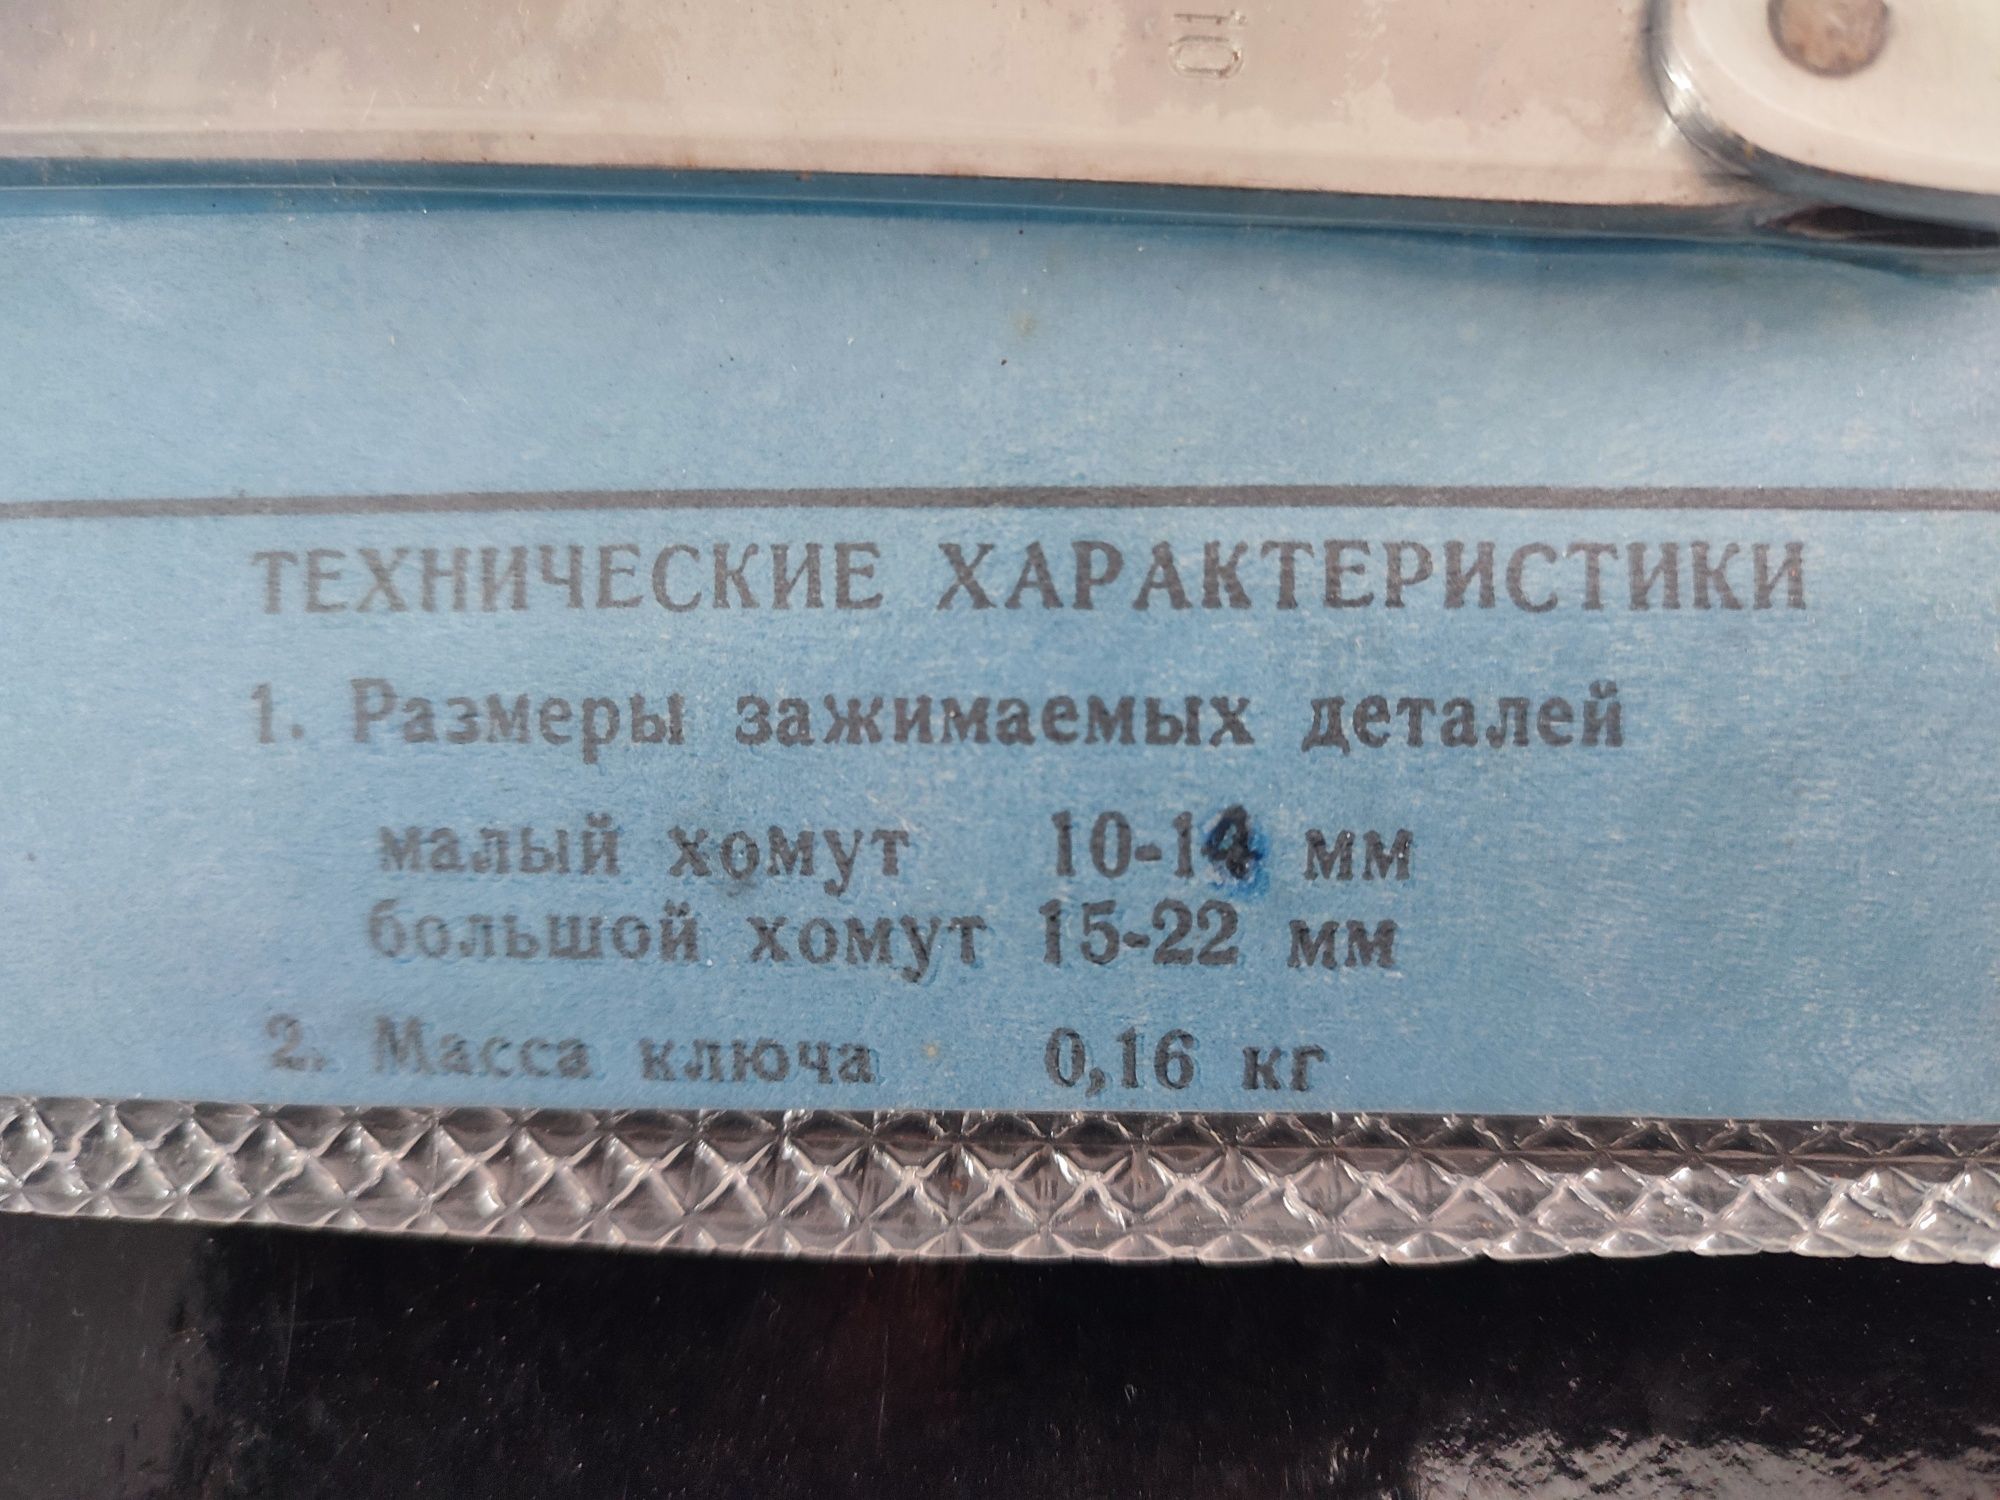 10
ТЕХНИЧЕСКИЕ ХАРАКТЕРИСТИКИ
1. Размеры зажимаемых деталей
малый хомут 10-14 мм
большой хомут 15-22 мм
2. Масса ключа 0,16 кг